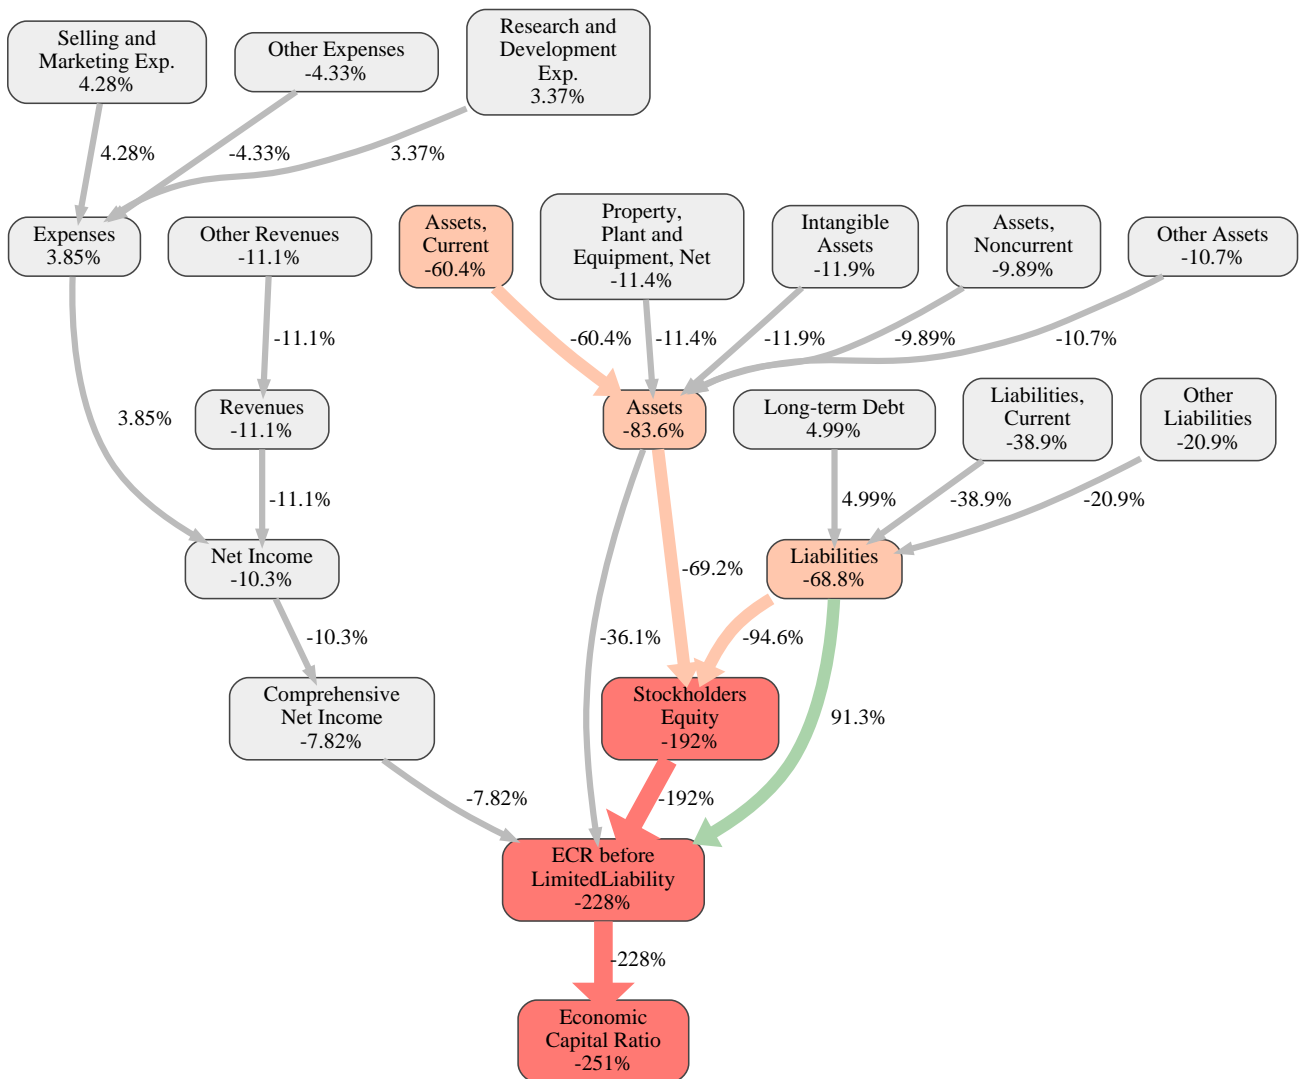 Selling and
Marketing Exp.
4.28%
Other Expenses
-4.33%
Research and
Development
Exp.
3.37%
4.28%
-4.33%
3.37%
Expenses
3.85%
Other Revenues
-11.1%
Assets,
Current
-60.4%
Property,
Plant and
Equipment, Net
-11.4%
Intangible
Assets
-11.9%
Assets,
Noncurrent
-9.89%
Other Assets
-10.7%
-11.1%
-60.4%
-11.4%
-11.9%
-9.89%
-10.7%
3.85%
Revenues
-11.1%
Assets
-83.6%
Long-term Debt
4.99%
Liabilities,
Current
-38.9%
Other
Liabilities
-20.9%
-11.1%
4.99%
-38.9%
-20.9%
Net Income
-10.3%
-69.2%
Liabilities
-68.8%
-10.3%
-36.1%
-94.6%
Comprehensive
Net Income
-7.82%
Stockholders
Equity
-192%
91.3%
-7.82%
-192%
ECR before
LimitedLiability
-228%
-228%
Economic
Capital Ratio
-251%